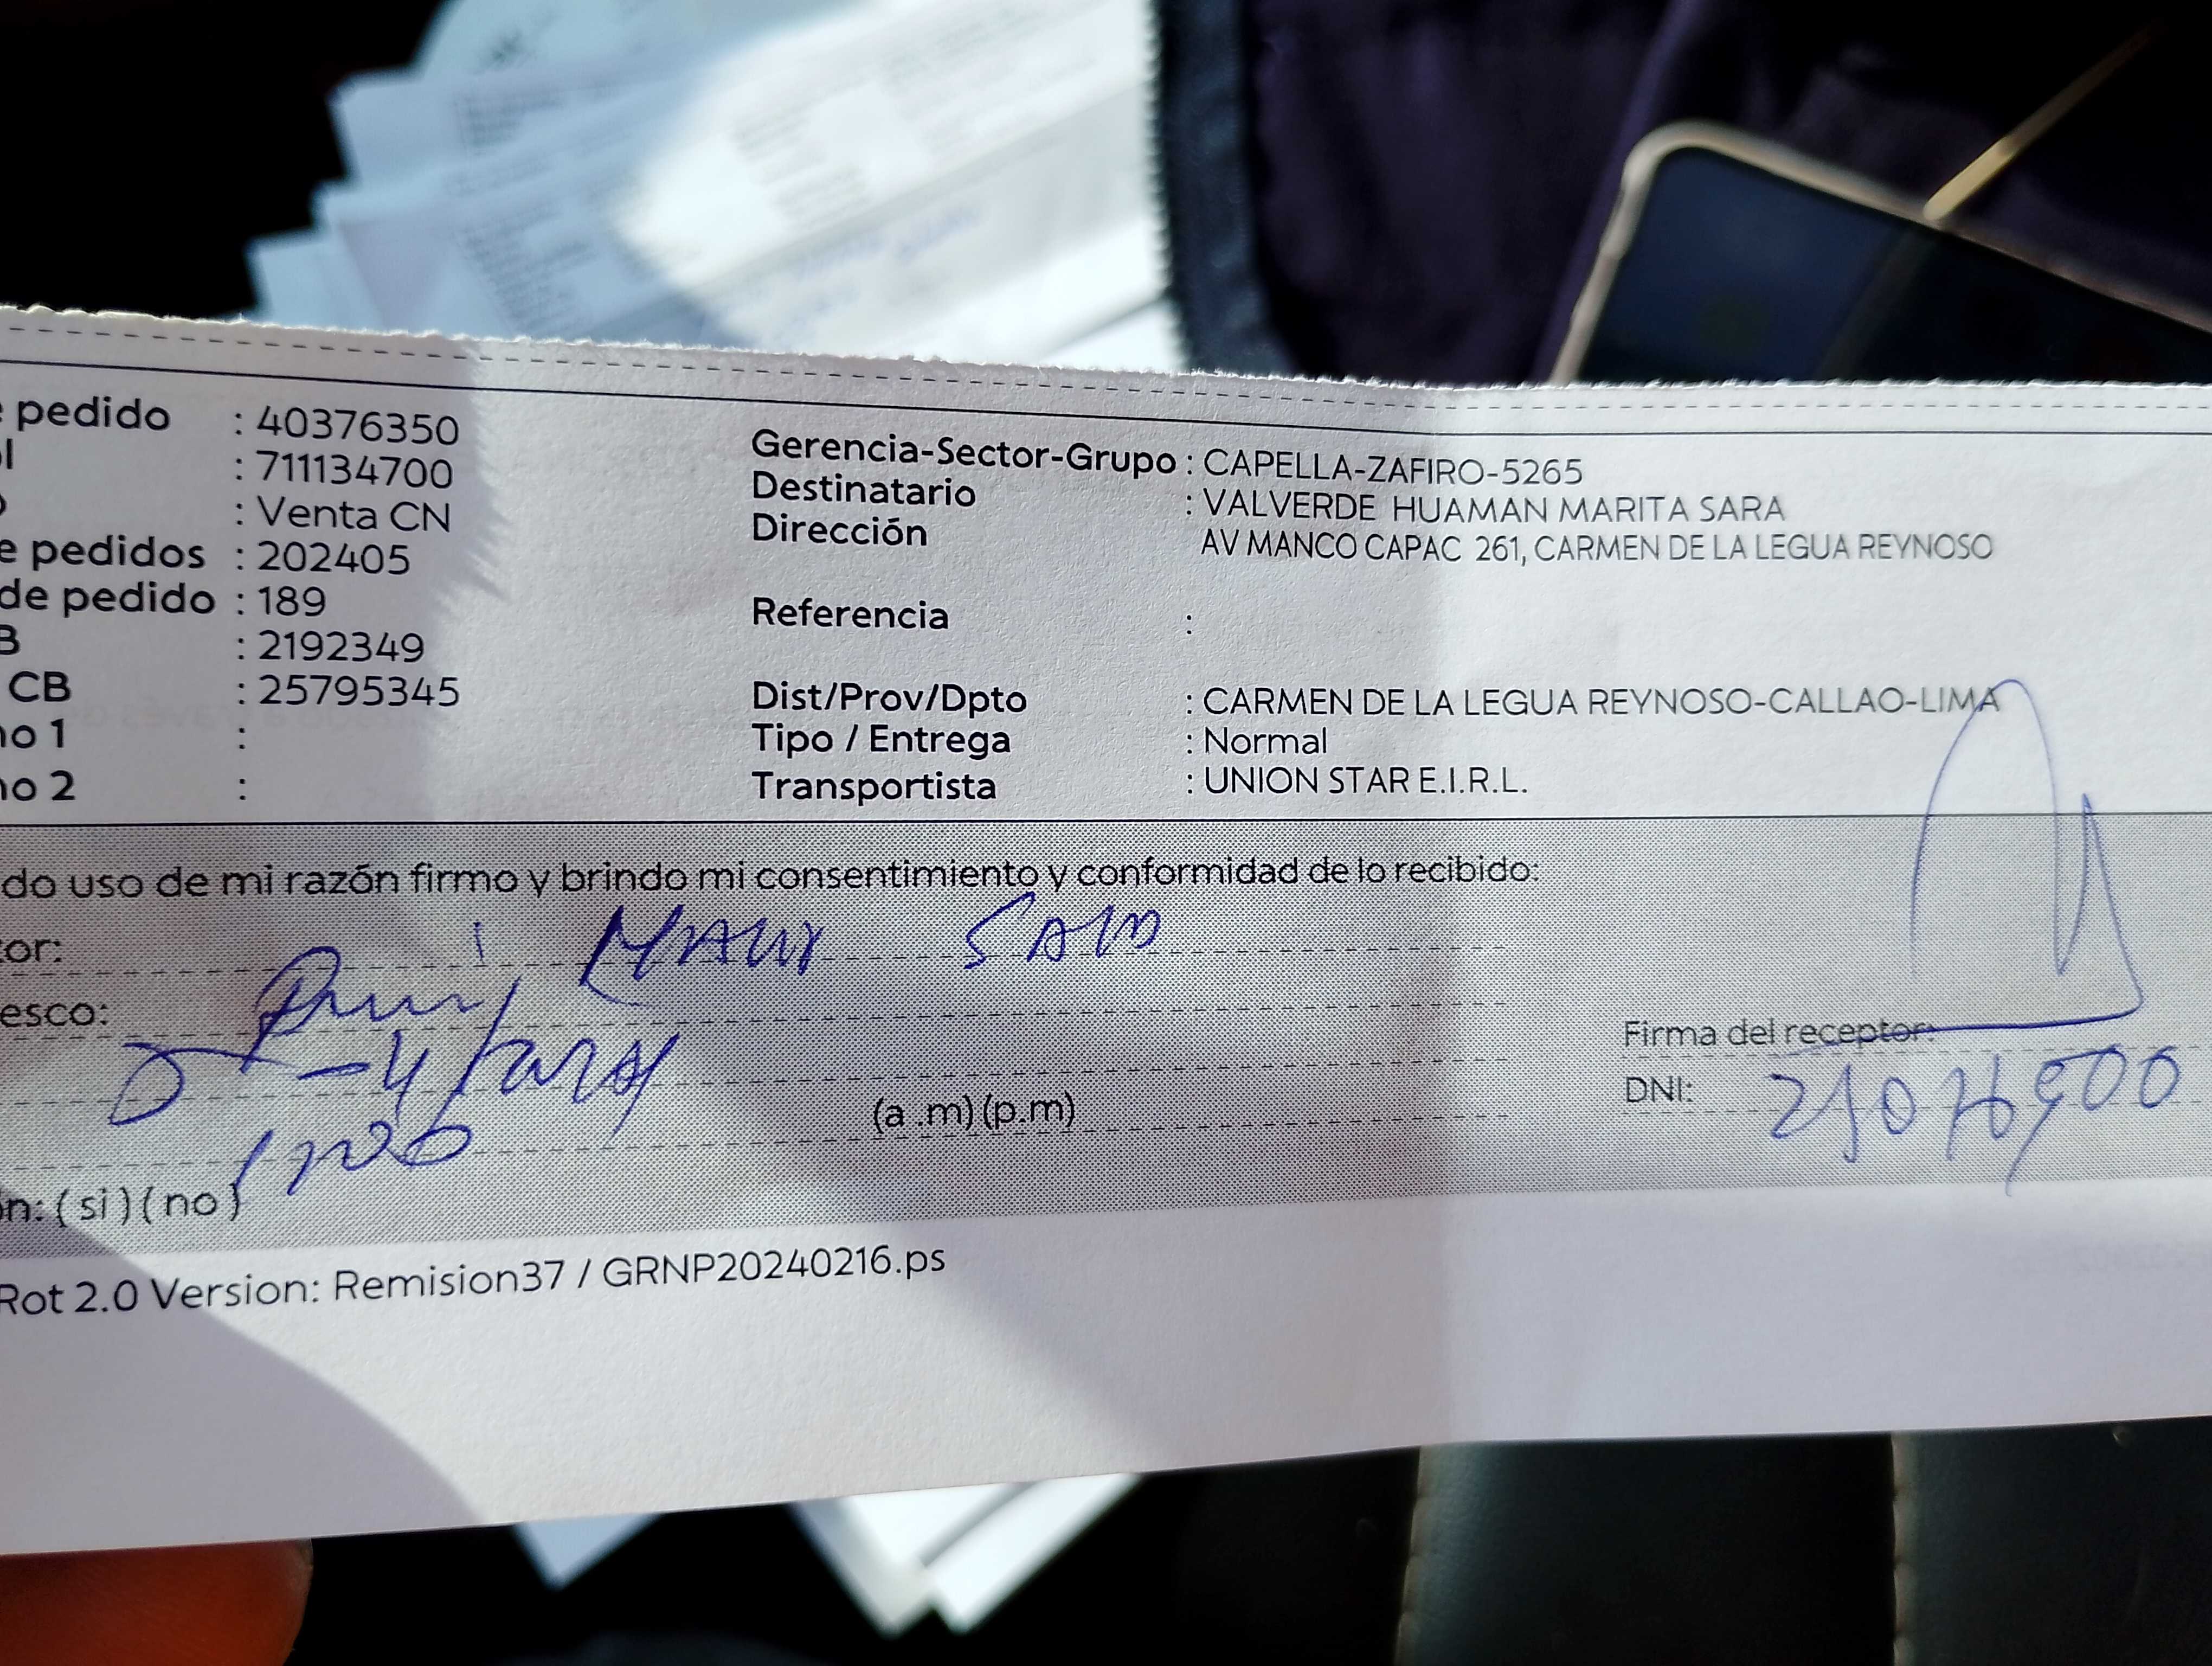 pedido : 40376350
: 711134700
: Venta CN
e pedidos : 202405
de pedido : 189
B : 2192349
CB : 25795345
no 1 :
no 2 :
Gerencia-Sector-Grupo : CAPELLA-ZAFIRO-5265
Destinatario : VALVERDE HUAMAN MARITA SARA
Dirección AV MANCO CAPAC 261, CARMEN DE LA LEGUA REYNOSO
Referencia :
Dist/Prov/Dpto : CARMEN DE LA LEGUA REYNOSO-CALLAO-LIMA
Tipo / Entrega : Normal
Transportista : UNION STAR E.I.R.L.
do uso de mi razón firmo y brindo mi consentimiento y conformidad de lo recibido:
tor:
esco:
(a .m) (p.m)
Firma del receptor:
DNI:
ón: ( si ) ( no )
Rot 2.0 Version: Remision37 / GRNP20240216.ps